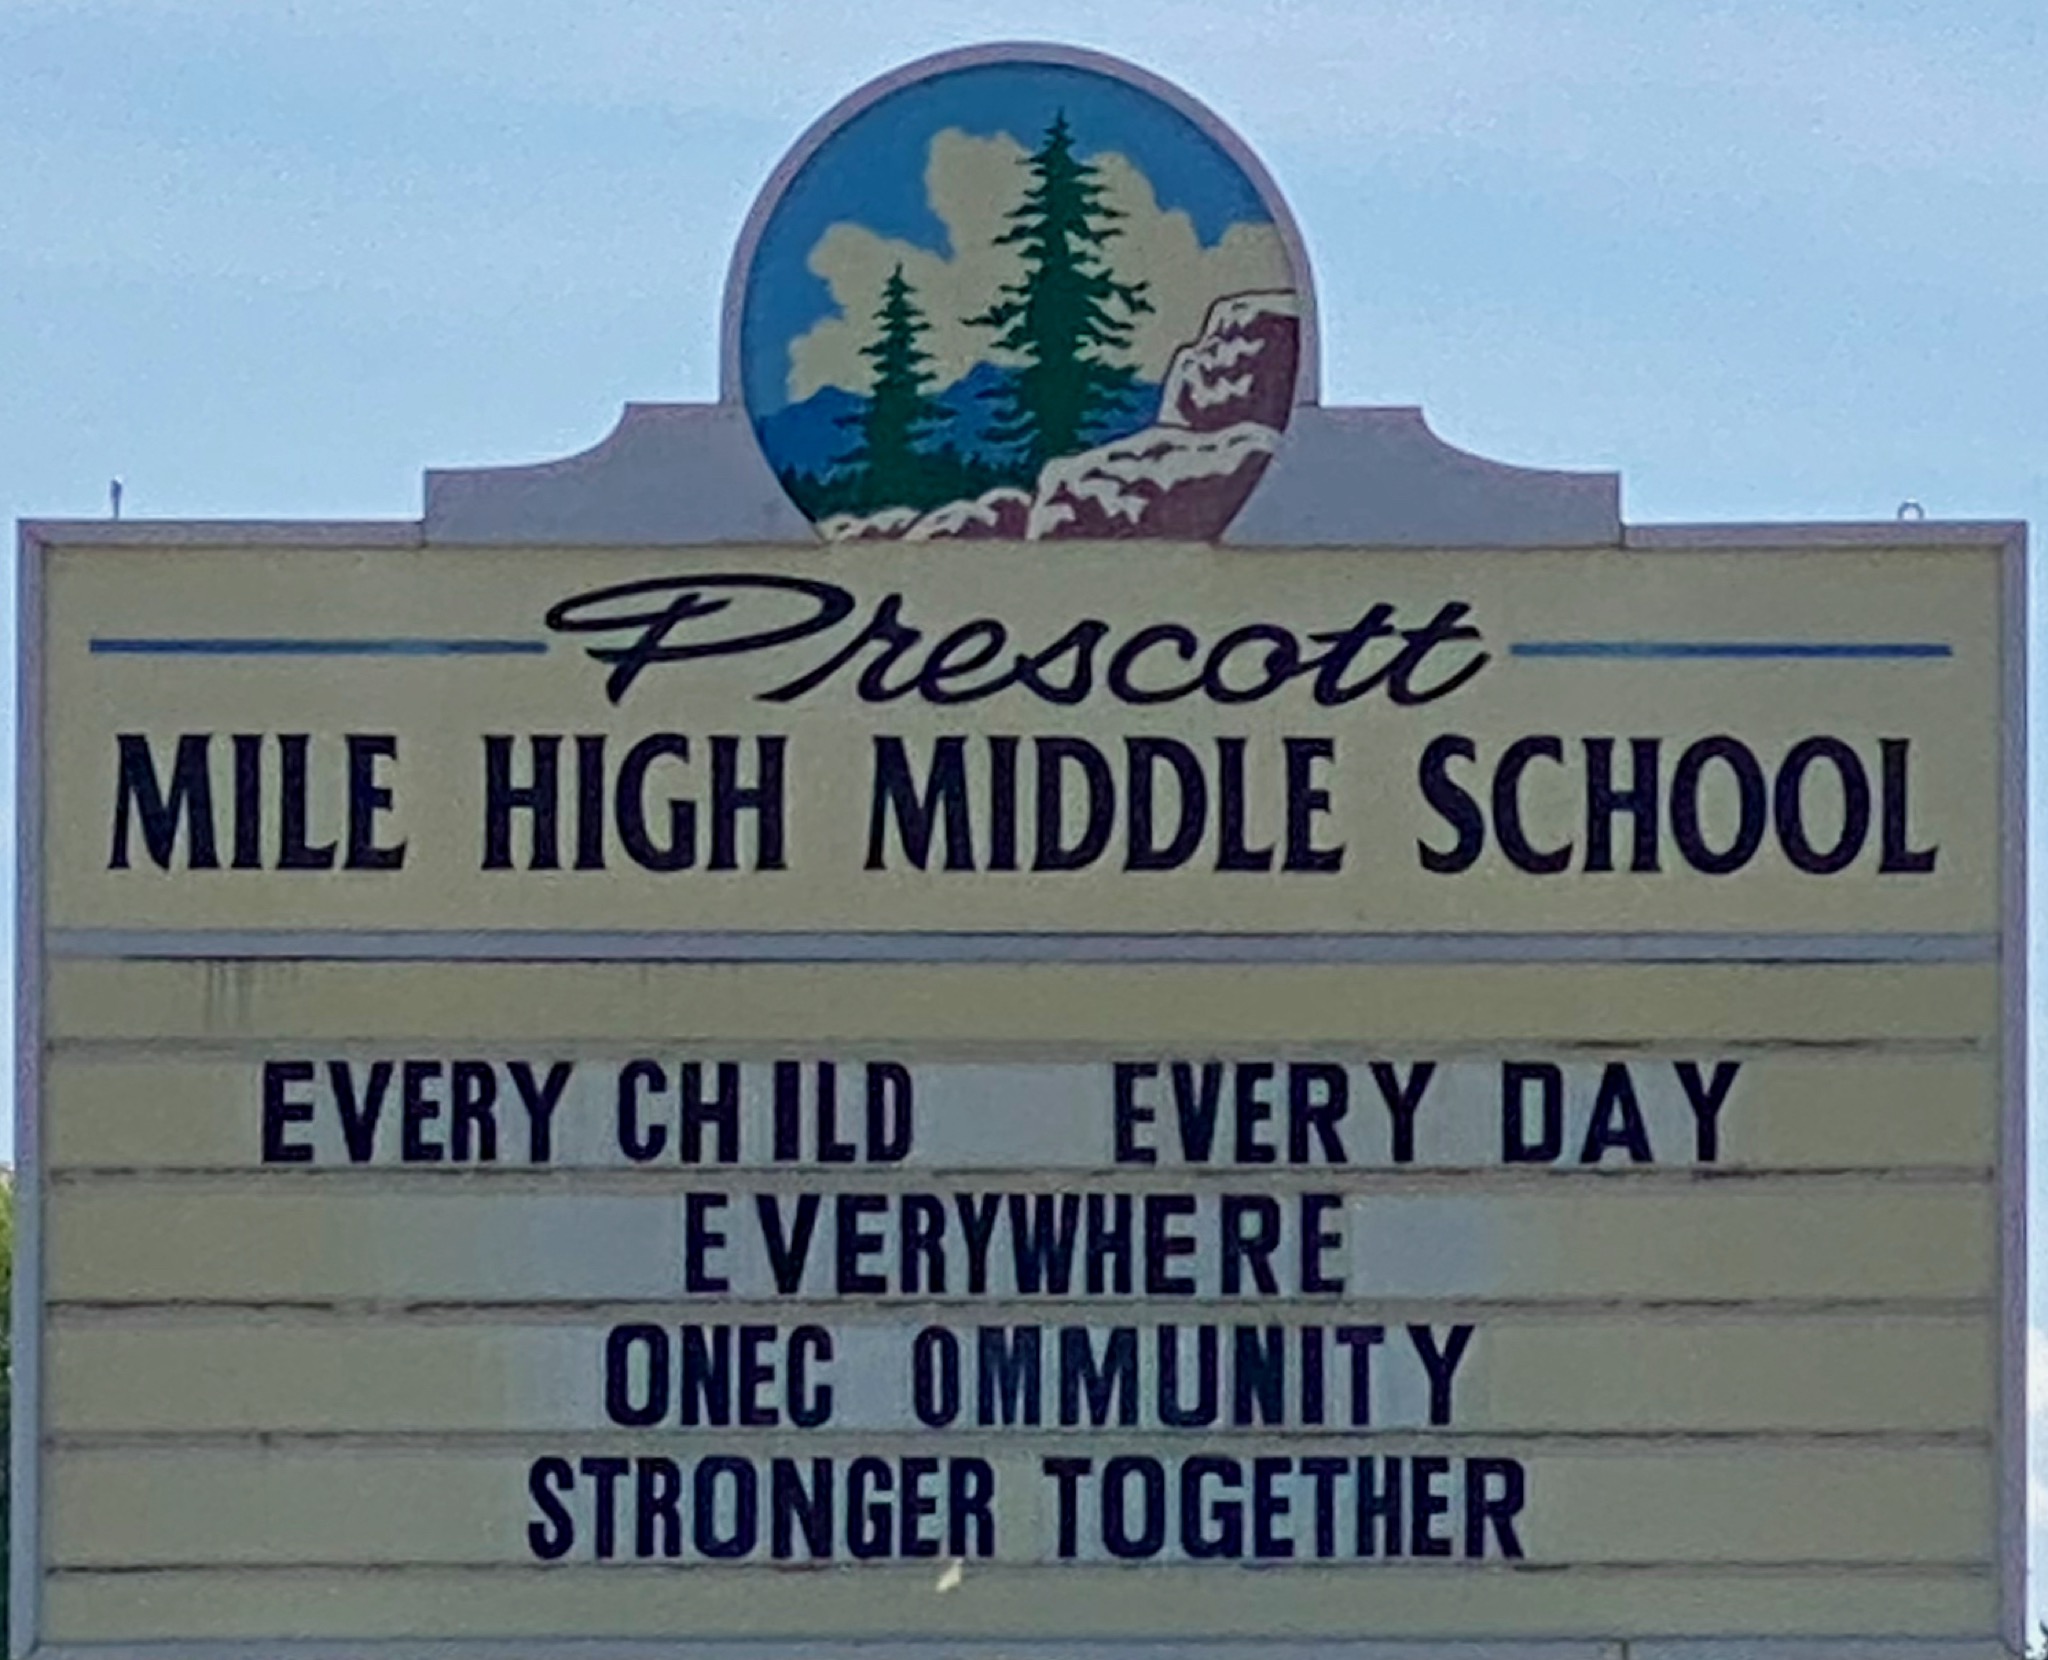 Prescott
MILE HIGH MIDDLE SCHOOL
EVERY CHILD EVERY DAY
EVERYWHERE
ONEC OMMUNITY
STRONGER TOGETHER